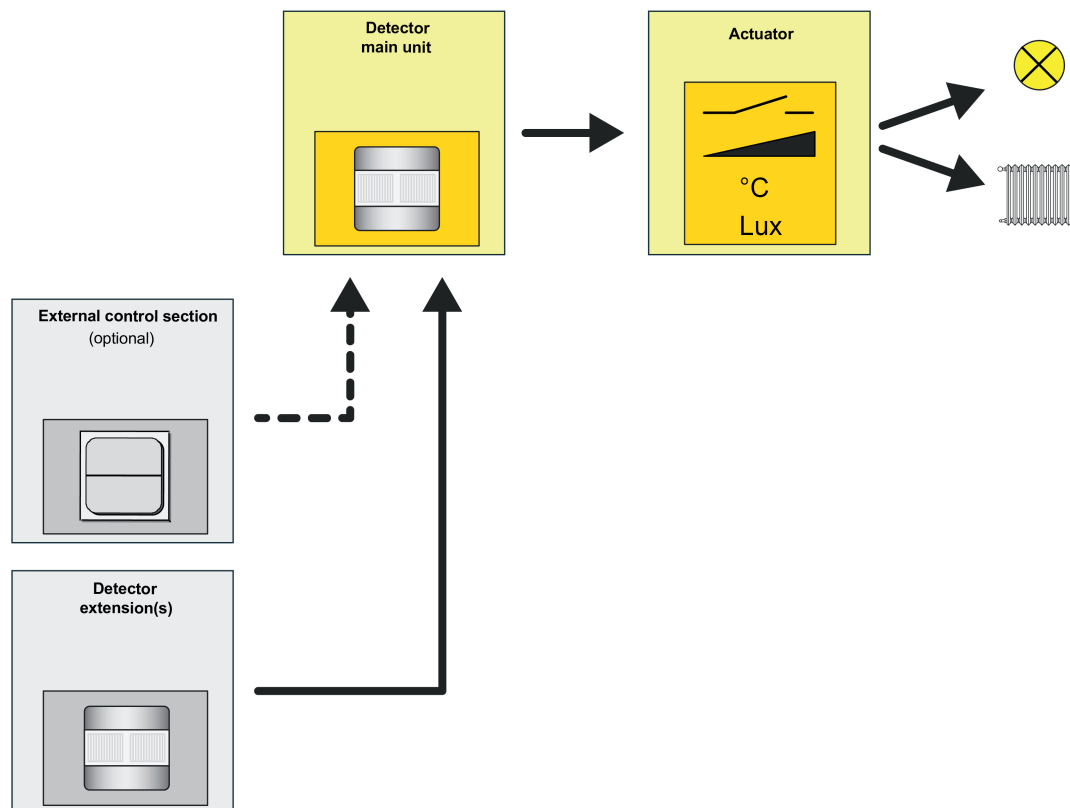 Detector
main unit
Actuator
°C
Lux
External control section
(optional)
Detector
extension(s)